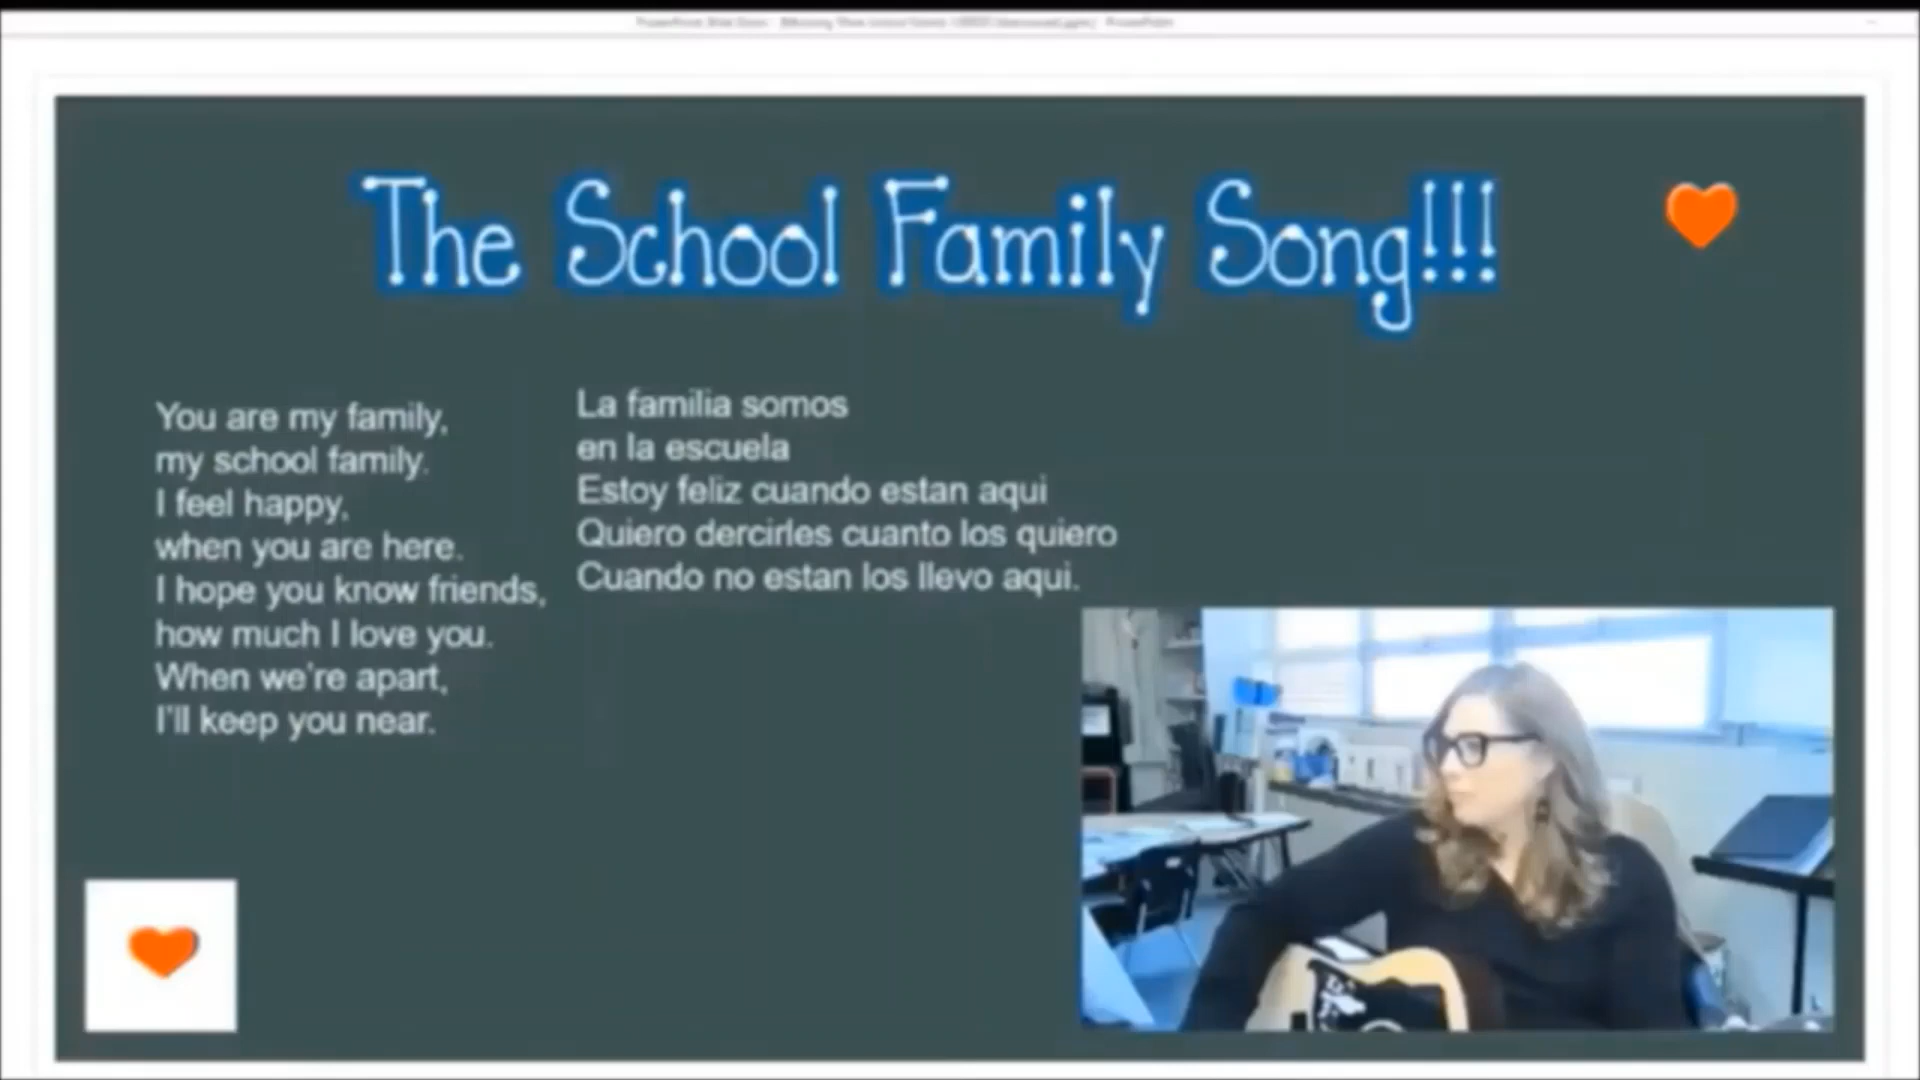 The School Family Song!!!
You are my family,
my school family.
I feel happy,
when you are here.
I hope you know friends,
how much I love you.
When we're apart,
I'll keep you near.
La familia somos
en la escuela
Estoy feliz cuando estan aqui
Quiero dercirles cuanto los quiero
Cuando no estan los llevo aqui.